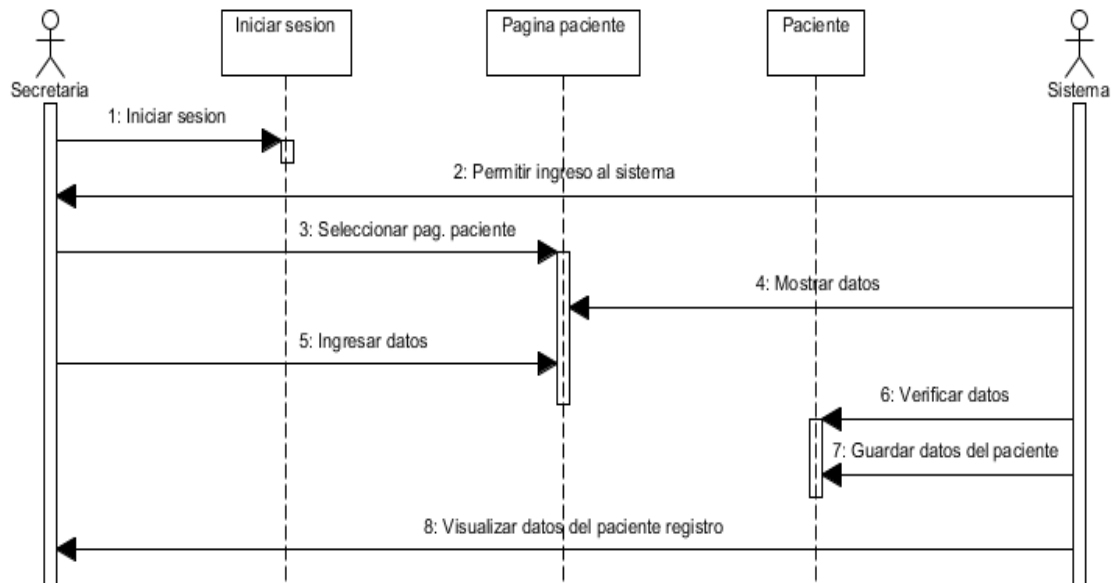 Iniciar sesion
Pagina paciente
Paciente
Secretaria
Sistema
1: Iniciar sesion
2: Permitir ingreso al sistema
3: Seleccionar pag. paciente
4: Mostrar datos
5: Ingresar datos
6: Verificar datos
7: Guardar datos del paciente
8: Visualizar datos del paciente registro